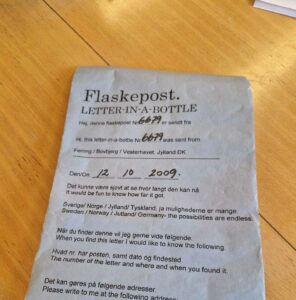 Flaskepost.
LETTER-IN-A-BOTTLE
Hej, denne flaskepost Nr. 6679 er sendt fra
Hi, this letter-in-a-bottle Nr. 6679 was sent from
Ferring / Bovbjerg / Vesterhavet, Jylland.DK
Den/On 12 10 2009.
Det kunne være sjovt at se hvor langt den kan nå
It would be fun to know how far it got.
Sverige/ Norge / Jylland/ Tyskland, ja mulighederne er mange
Sweden / Norway / Jutland/ Germany- the possibilities are endless.
Når du finder denne vil jeg gerne vide følgende:
When you find this letter I would like to know the following.
Hvad nr. har posten, samt dato og findested
The number of the letter and where and when you found it.
Det kan gøres på følgende adresser.
Please write to me at the following address